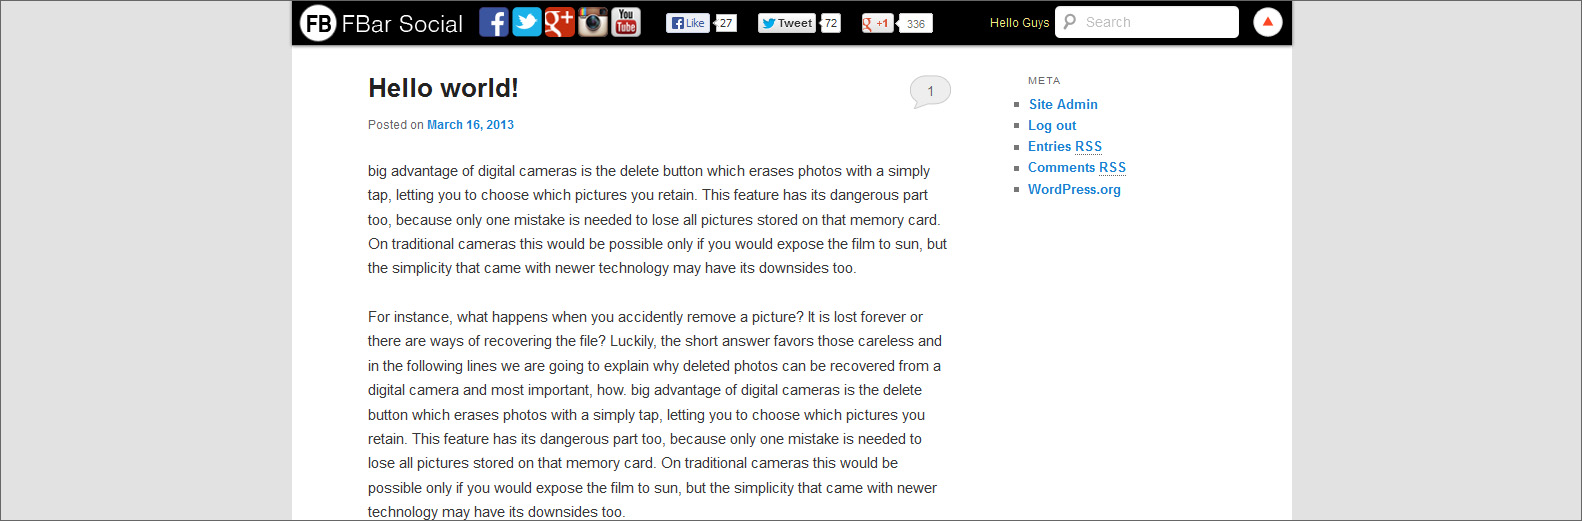 FB FBar Social f g+ Instagram You Tube f Like 27 Tweet 72 g +1 336 Hello Guys Search
Hello world!
1
Posted on March 16, 2013
big advantage of digital cameras is the delete button which erases photos with a simply
tap, letting you to choose which pictures you retain. This feature has its dangerous part
too, because only one mistake is needed to lose all pictures stored on that memory card.
On traditional cameras this would be possible only if you would expose the film to sun, but
the simplicity that came with newer technology may have its downsides too.
For instance, what happens when you accidently remove a picture? It is lost forever or
there are ways of recovering the file? Luckily, the short answer favors those careless and
in the following lines we are going to explain why deleted photos can be recovered from a
digital camera and most important, how. big advantage of digital cameras is the delete
button which erases photos with a simply tap, letting you to choose which pictures you
retain. This feature has its dangerous part too, because only one mistake is needed to
lose all pictures stored on that memory card. On traditional cameras this would be
possible only if you would expose the film to sun, but the simplicity that came with newer
technology may have its downsides too.
META
Site Admin
Log out
Entries RSS
Comments RSS
WordPress.org